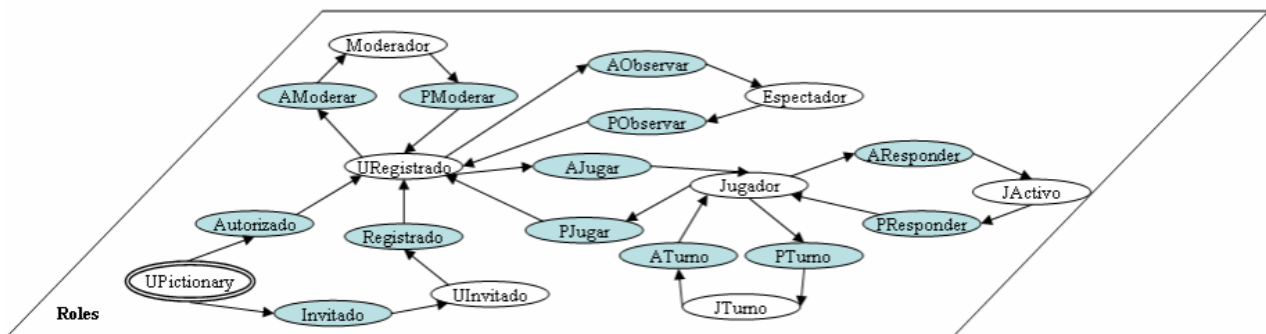 Moderador
AModerar
PModerar
AObservar
Espectador
PObservar
URegistrado
AJugar
Jugador
AResponder
JActivo
PResponder
PJugar
Autorizado
Registrado
ATurno
PTurno
UPictionary
UInvitado
JTurno
Invitado
Roles